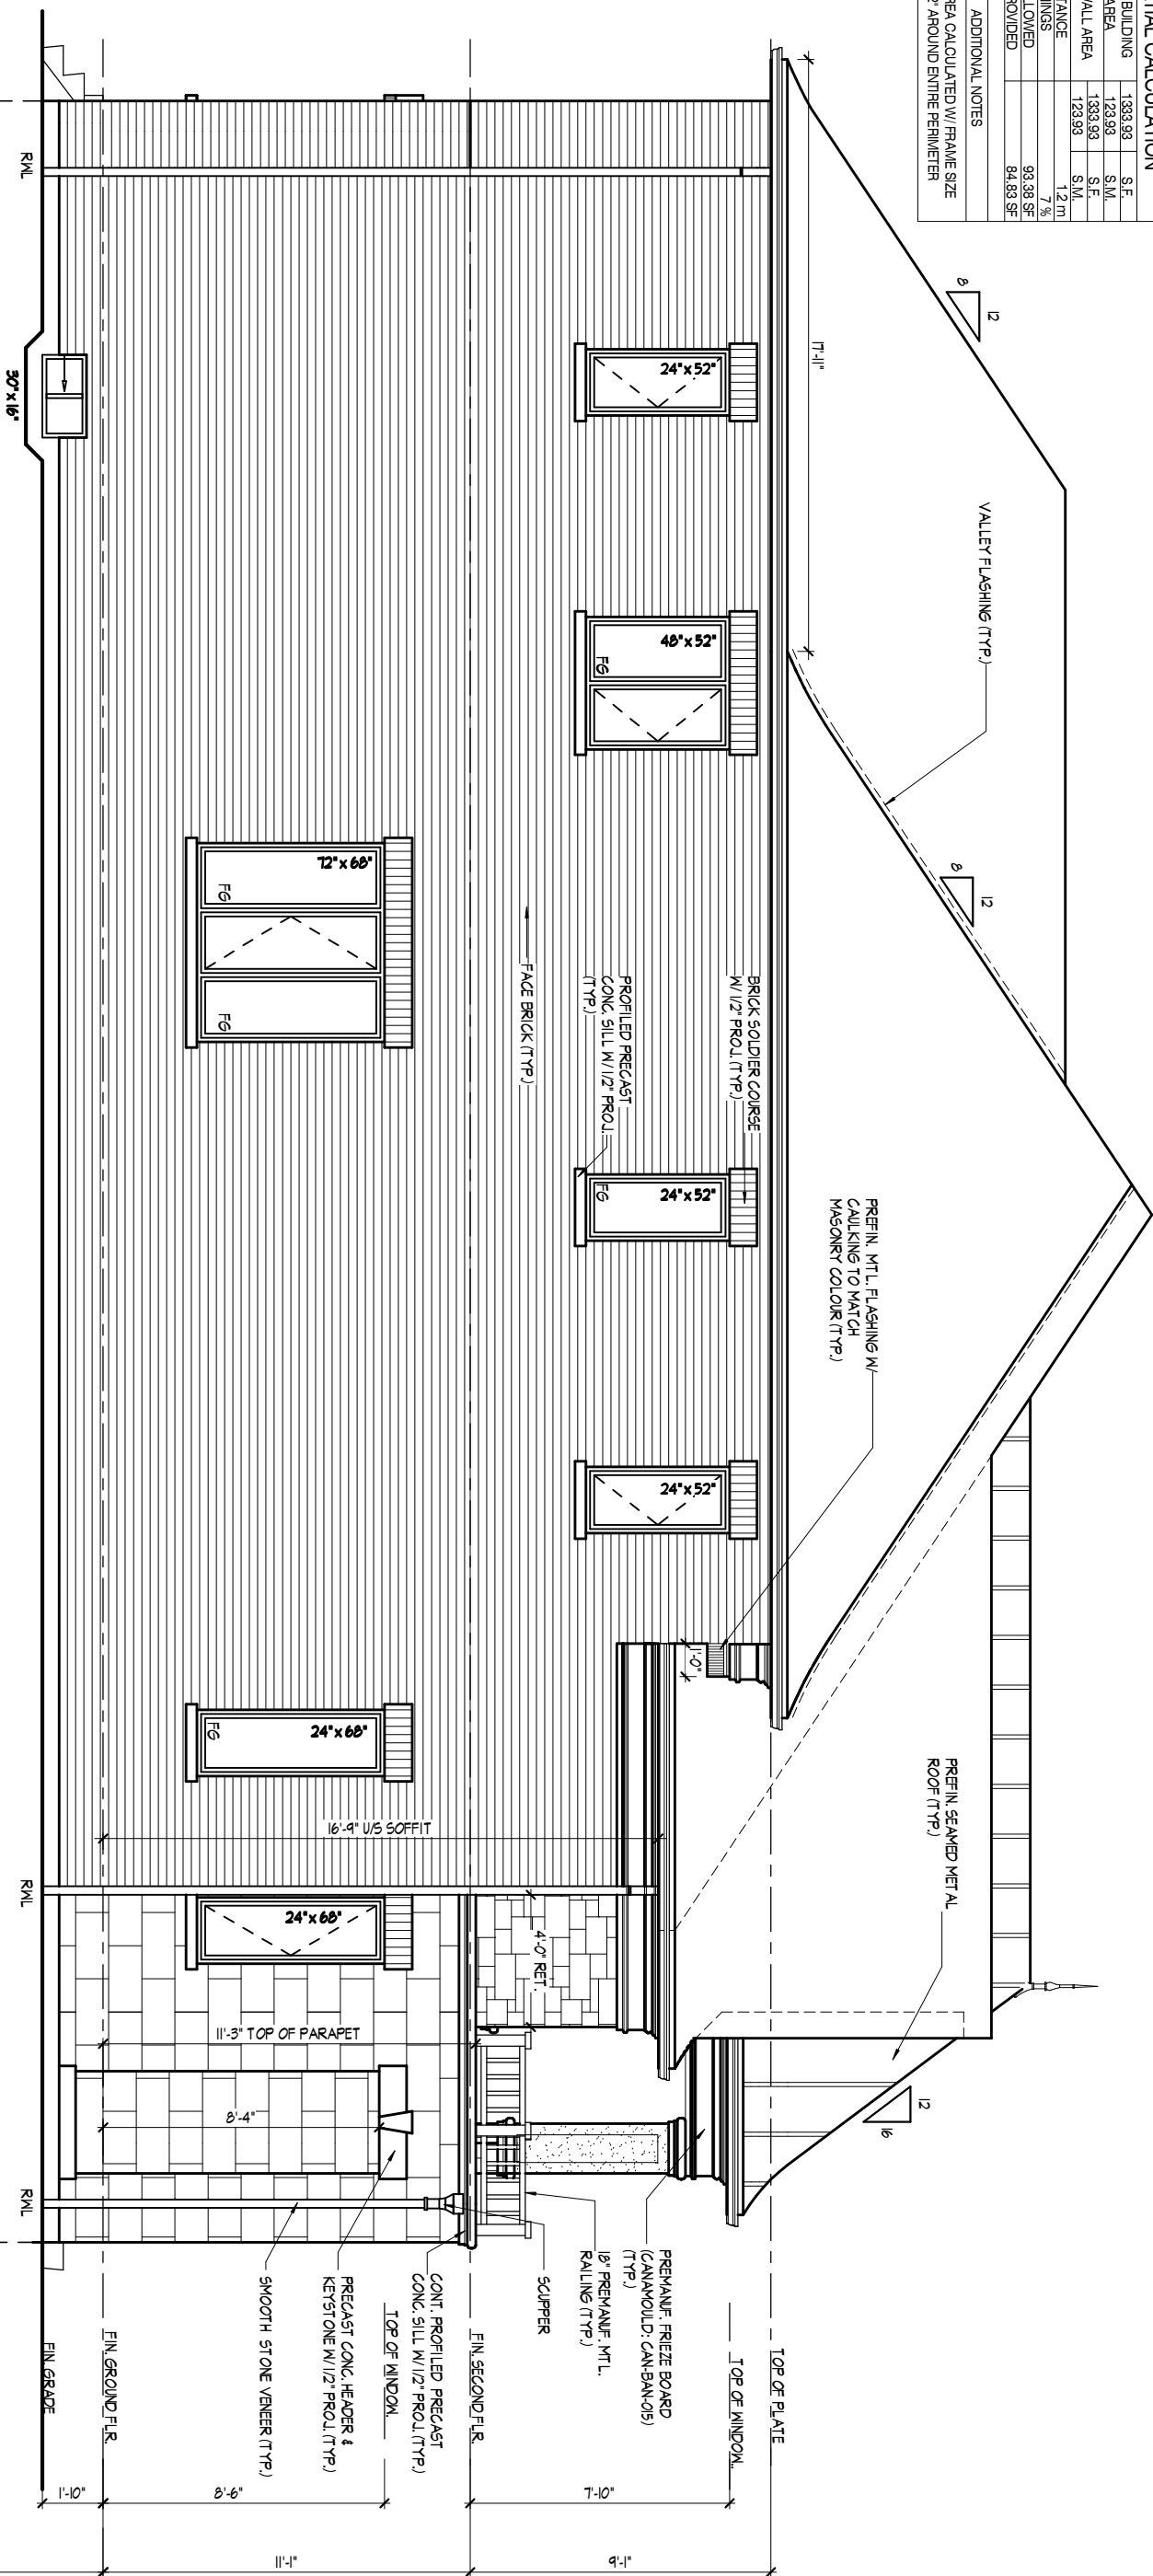 TIAL CALCULATION
BUILDING 1333.93 S.F.
AREA 123.93 S.M.
WALL AREA 1333.93 S.F.
123.93 S.M.
TANCE 1.2 m
NINGS 7 %
LLOWED 93.38 SF
ROVIDED 84.83 SF
ADDITIONAL NOTES
REA CALCULATED W/ FRAME SIZE
2" AROUND ENTIRE PERIMETER
8
12
17'-11"
VALLEY FLASHING (TYP.)
8
12
PREFIN. MTL. FLASHING W/
CAULKING TO MATCH
MASONRY COLOUR (TYP.)
PREFIN. SEAMED METAL
ROOF (TYP.)
12
16
24"x52"
48"x52"
FG
BRICK SOLDIER COURSE
W/ 1/2" PROJ. (TYP.)
PROFILED PRECAST
CONC. SILL W/ 1/2" PROJ.
(TYP.)
24"x52"
FG
24"x52"
1'-0"
FACE BRICK (TYP.)
72"x68"
FG
FG
24"x68"
FG
16'-9" U/S SOFFIT
24"x68"
4'-0" RET.
11'-3" TOP OF PARAPET
8'-4"
TOP OF PLATE
TOP OF WINDOW
PREMANUF. FRIEZE BOARD
(CANAMOULD: CAN-BAN-015)
(TYP.)
18" PREMANUF. MTL.
RAILING (TYP.)
SCUPPER
FIN. SECOND FLR.
CONT. PROFILED PRECAST
CONC. SILL W/ 1/2" PROJ. (TYP.)
TOP OF WINDOW
PRECAST CONC. HEADER &
KEYSTONE W/ 1/2" PROJ. (TYP.)
SMOOTH STONE VENEER (TYP.)
FIN. GROUND FLR.
FIN. GRADE
9'-1"
7'-10"
11'-1"
8'-6"
1'-10"
RWL
30"x16"
RWL
RWL